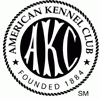 AMERICAN KENNEL CLUB
AKC
FOUNDED 1884
SM